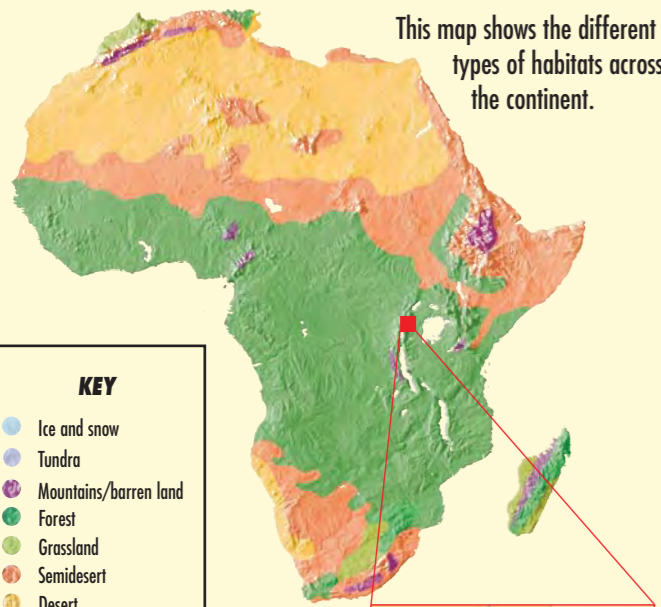 This map shows the different
types of habitats across
the continent.
KEY
Ice and snow
Tundra
Mountains/barren land
Forest
Grassland
Semidesert
Desert